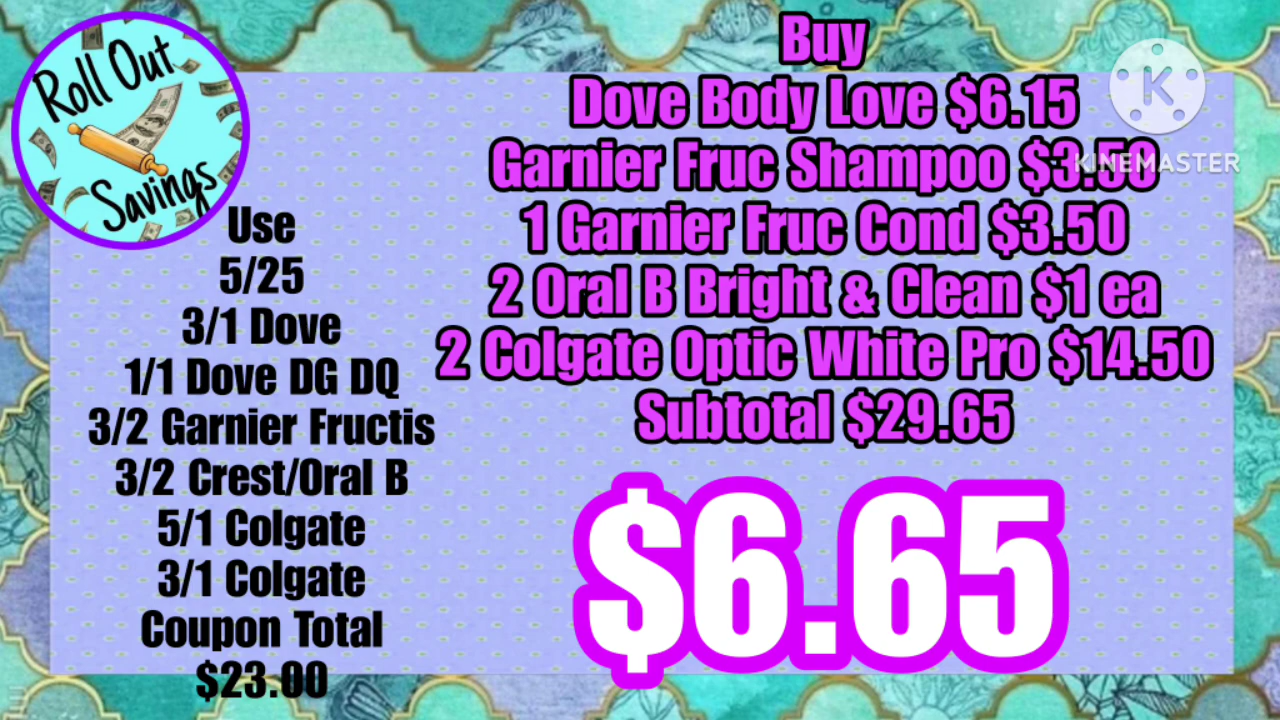 Roll Out
Savings
Use
5/25
3/1 Dove
1/1 Dove DG DQ
3/2 Garnier Fructis
3/2 Crest/Oral B
5/1 Colgate
3/1 Colgate
Coupon Total
$23.00
Buy
Dove Body Love $6.15
Garnier Fruc Shampoo $3.50
1 Garnier Fruc Cond $3.50
2 Oral B Bright & Clean $1 ea
2 Colgate Optic White Pro $14.50
Subtotal $29.65
$6.65
K
KINEMASTER